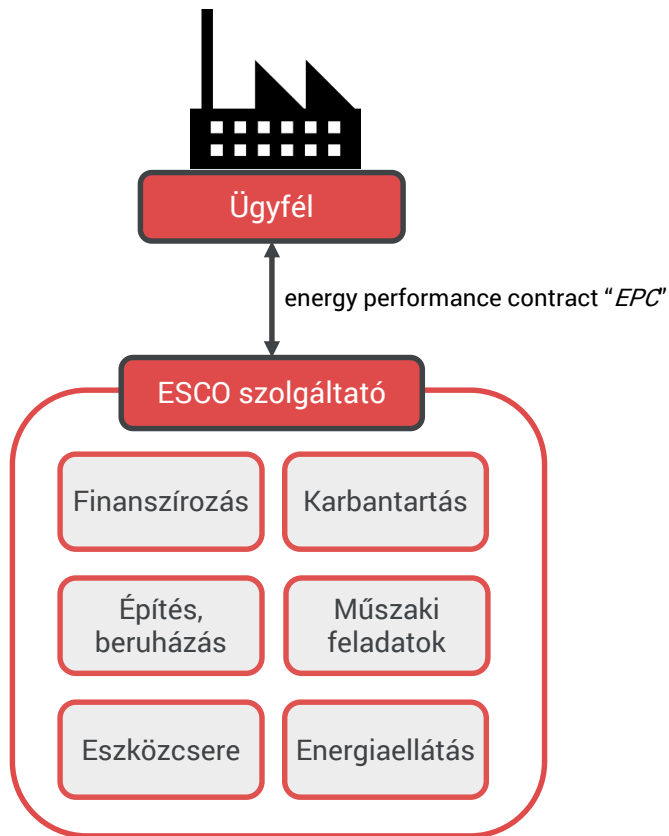 Ügyfél
energy performance contract “EPC”
ESCO szolgáltató
Finanszírozás
Karbantartás
Építés,
beruházás
Műszaki
feladatok
Eszközcsere
Energiaellátás